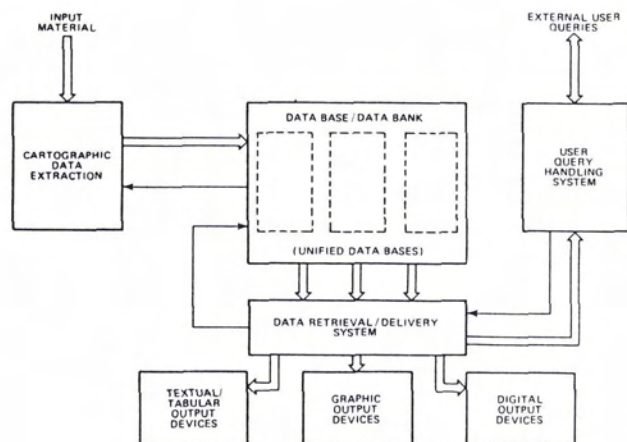 INPUT
MATERIAL
EXTERNAL USER
QUERIES
CARTOGRAPHIC
DATA
EXTRACTION
DATA BASE/DATA BANK
(UNIFIED DATA BASES)
USER
QUERY
HANDLING
SYSTEM
DATA RETRIEVAL/DELIVERY
SYSTEM
TEXTUAL/
TABULAR
OUTPUT
DEVICES
GRAPHIC
OUTPUT
DEVICES
DIGITAL
OUTPUT
DEVICES